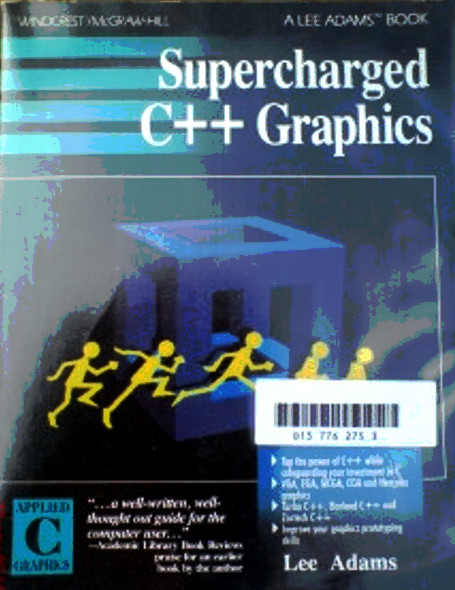 WINDCREST/McGRAW-HILL
A LEE ADAMS™ BOOK
Supercharged
C++ Graphics
015 776 275 3
Tap the power of C++ while
safeguarding your investment in C
VGA, EGA, MCGA, CGA and Hercules
graphics
Turbo C++, Borland C++ and
Zortech C++
Improve your graphics prototyping
skills
APPLIED
C
GRAPHICS
"...a well-written, well-
thought out guide for the
computer user..."
—Academic Library Book Review
praise for an earlier
book by the author
Lee Adams